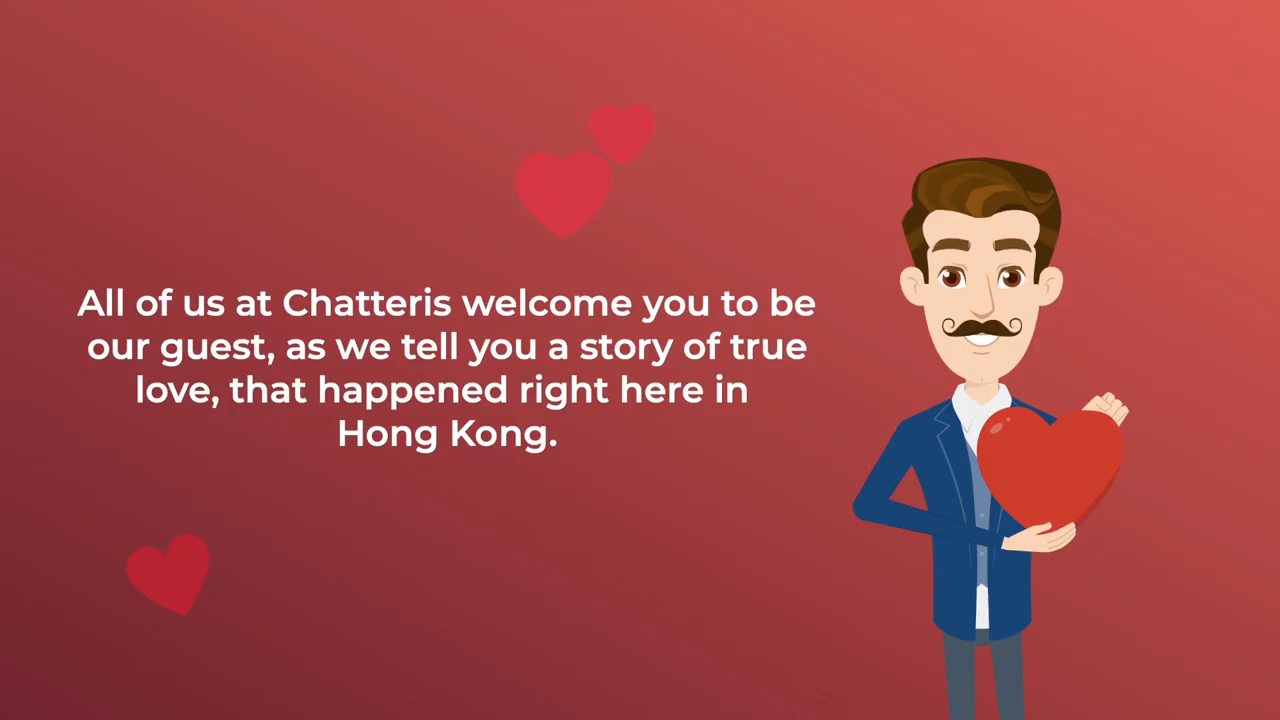 All of us at Chatteris welcome you to be
our guest, as we tell you a story of true
love, that happened right here in
Hong Kong.